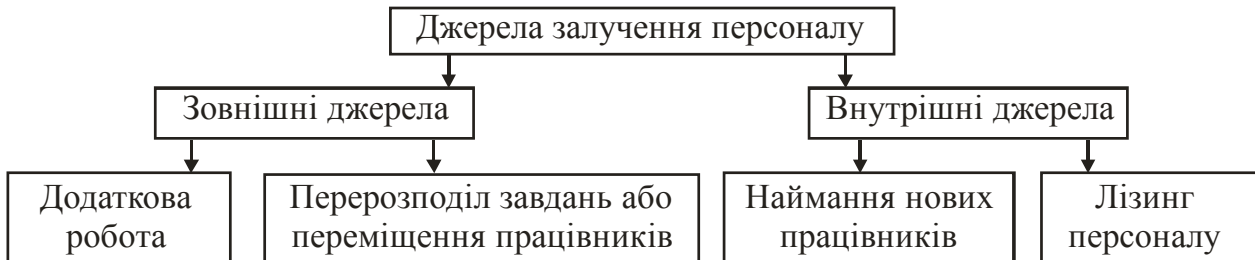 Джерела залучення персоналу
Зовнішні джерела
Внутрішні джерела
Додаткова
робота
Перерозподіл завдань або
переміщення працівників
Наймання нових
працівників
Лізинг
персоналу